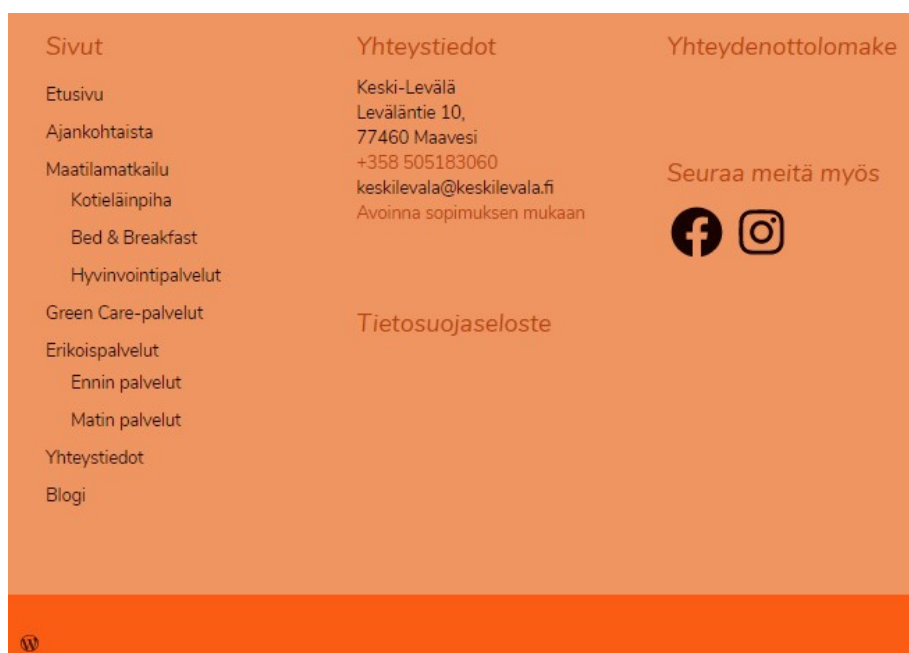 Sivut
Etusivu
Ajankohtaista
Maatilamatkailu
Kotieläinpiha
Bed & Breakfast
Hyvinvointipalvelut
Green Care-palvelut
Erikoispalvelut
Ennin palvelut
Matin palvelut
Yhteystiedot
Blogi
Yhteystiedot
Keski-Levälä
Leväläntie 10,
77460 Maavesi
+358 505183060
keskilevala@keskilevala.fi
Avoinna sopimuksen mukaan
Tietosuojaseloste
Yhteydenottolomake
Seuraa meitä myös